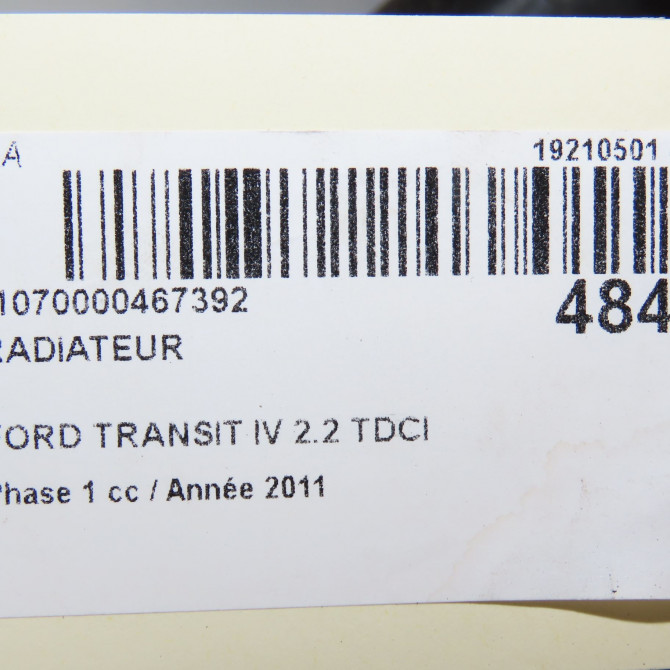 A 19210501
1070000467392 484
RADIATEUR
FORD TRANSIT IV 2.2 TDCI
Phase 1 cc / Année 2011